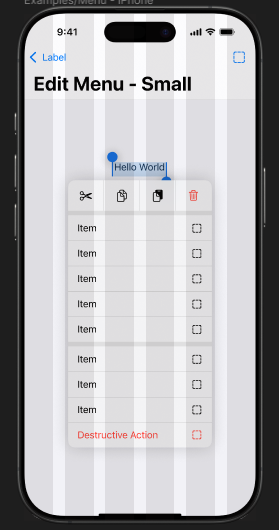 Examples/Menu - iPhone
9:41
Label
Edit Menu - Small
Hello World
Item
Item
Item
Item
Item
Item
Item
Item
Destructive Action